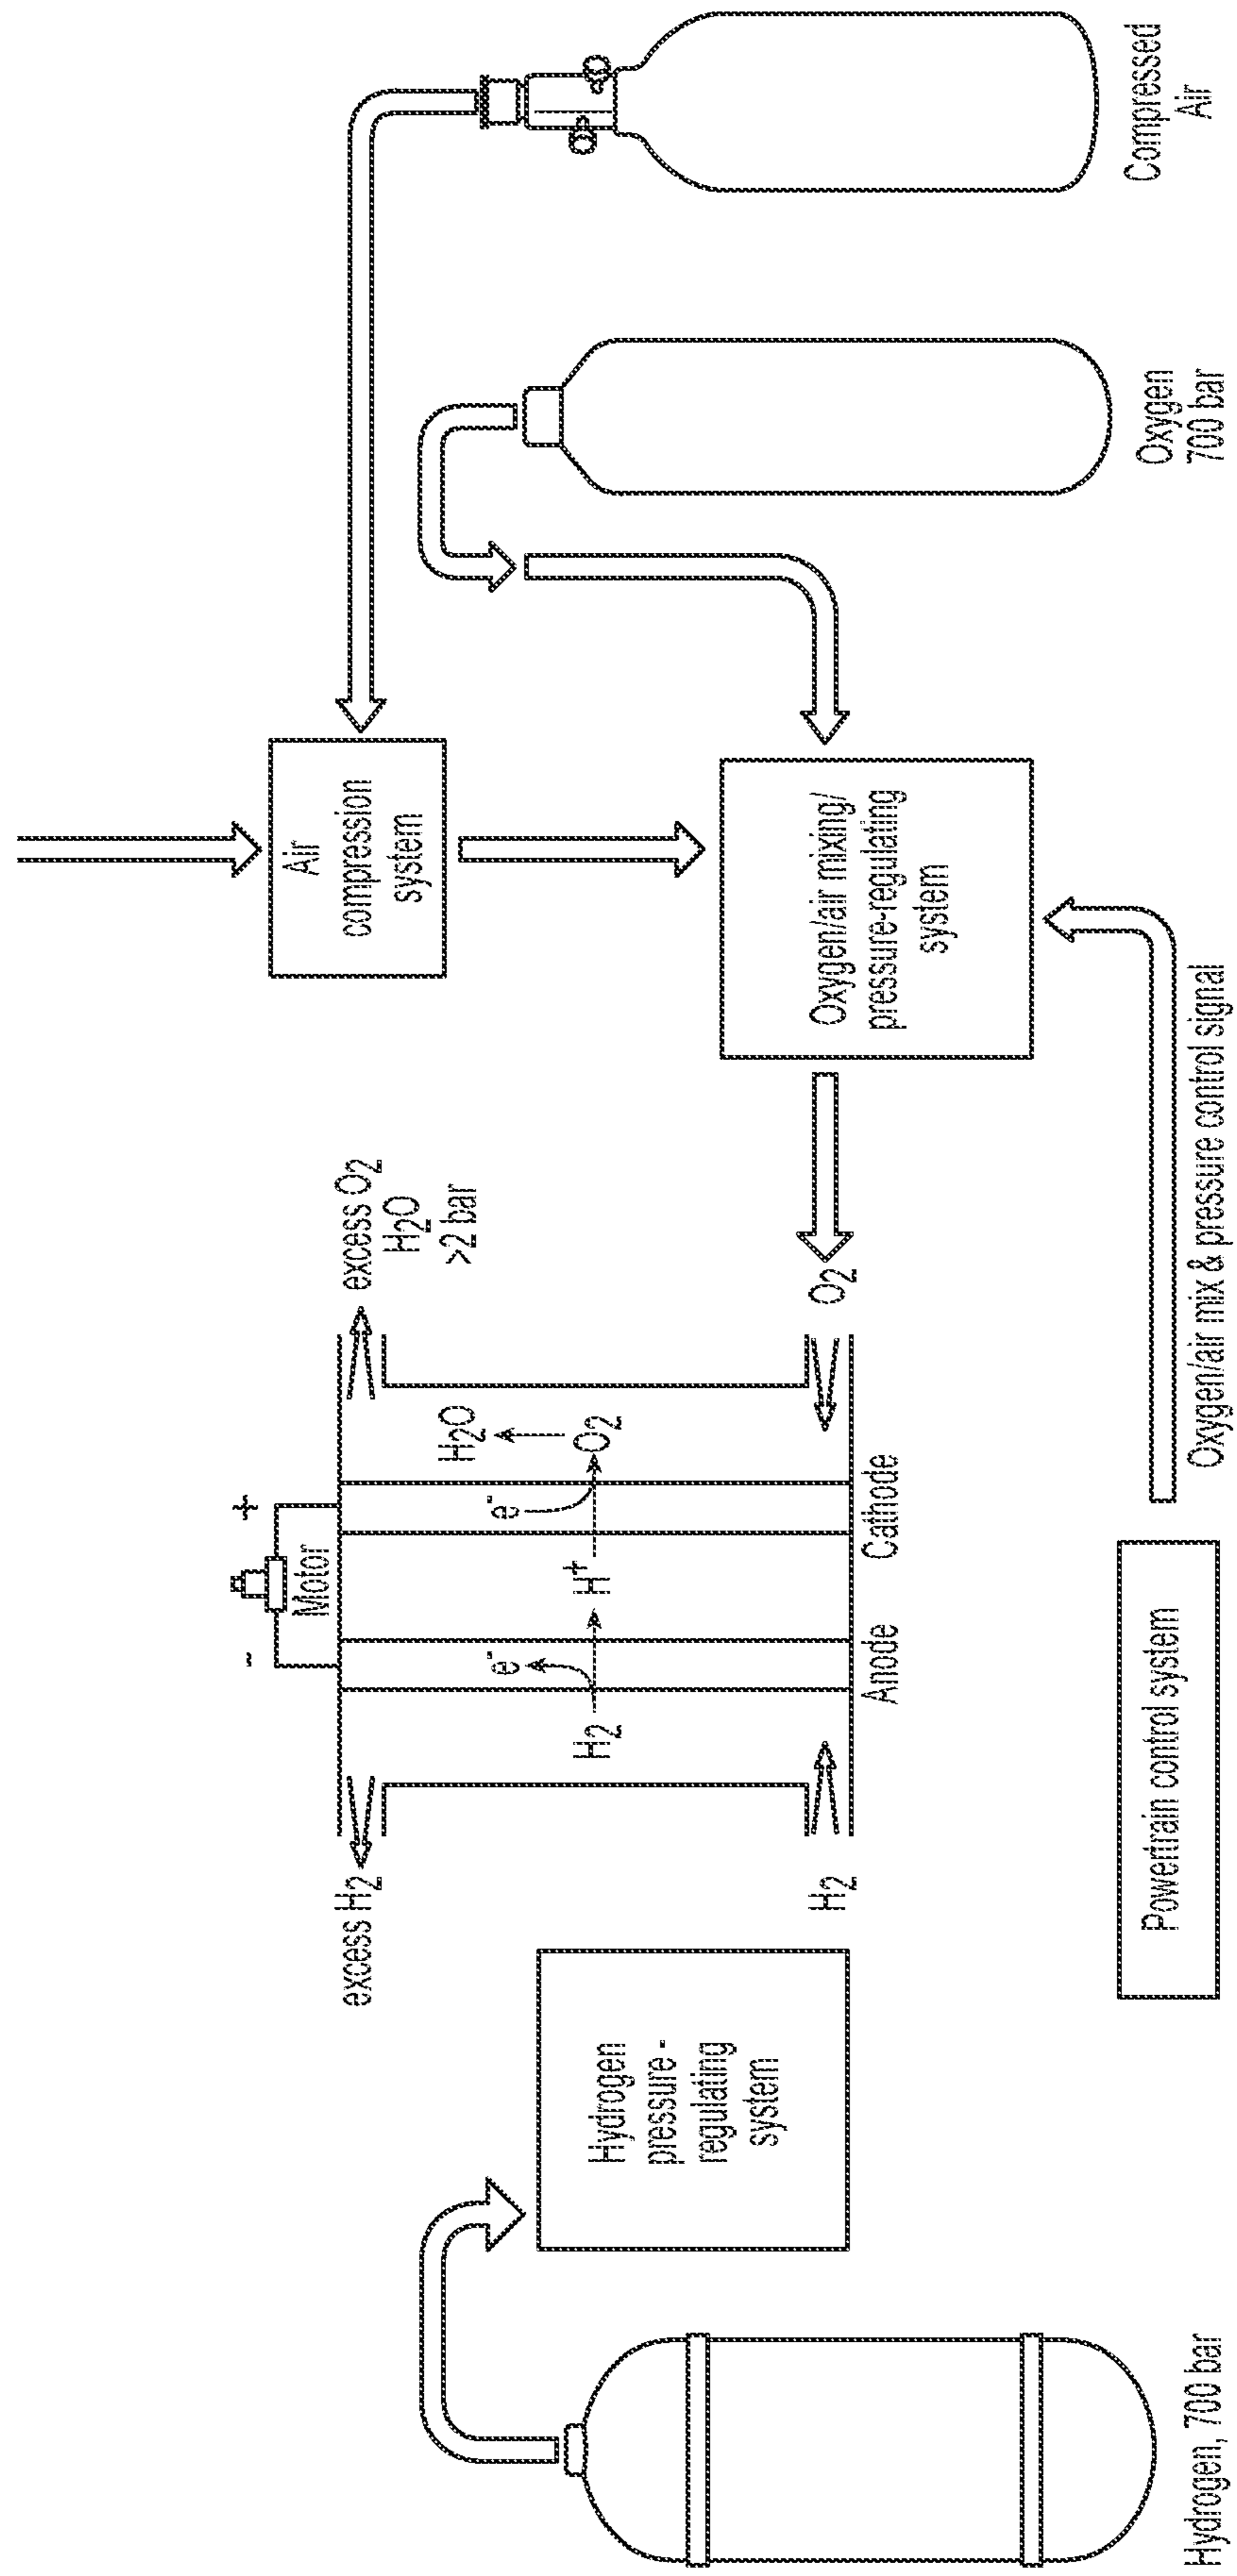 Hydrogen, 700 bar
Hydrogen
pressure-
regulating
system
excess H2
H2
Powertrain control system
-
Motor
+
H2
e-
H+
e-
O2
H2O
Anode
Cathode
excess O2
H2O
>2 bar
O2
Oxygen/air mix & pressure control signal
Air
compression
system
Oxygen/air mixing/
pressure-regulating
system
Oxygen
700 bar
Compressed
Air